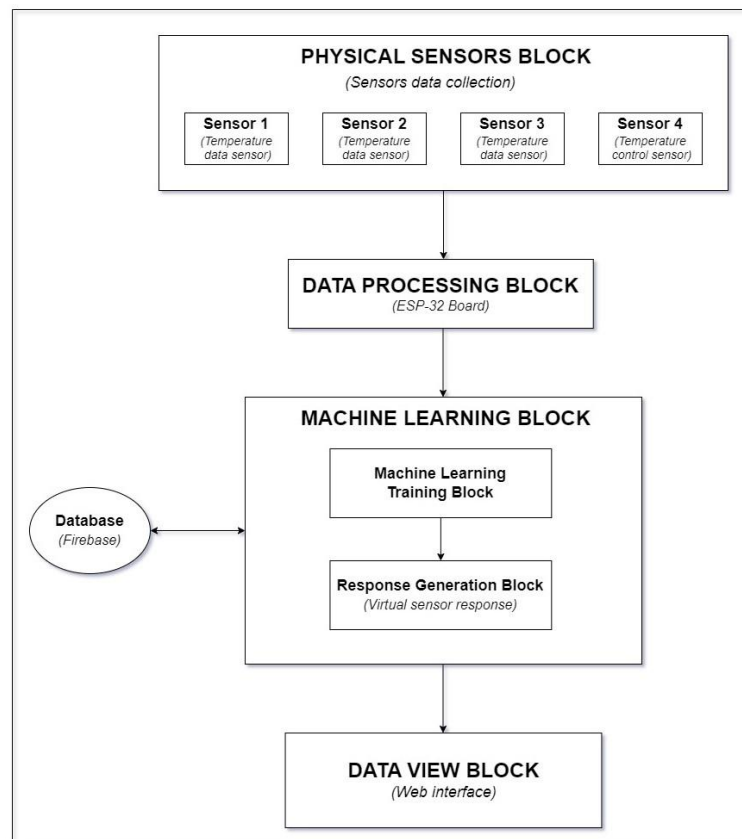 PHYSICAL SENSORS BLOCK
(Sensors data collection)
Sensor 1
(Temperature
data sensor)
Sensor 2
(Temperature
data sensor)
Sensor 3
(Temperature
data sensor)
Sensor 4
(Temperature
control sensor)
DATA PROCESSING BLOCK
(ESP-32 Board)
MACHINE LEARNING BLOCK
Machine Learning
Training Block
Database
(Firebase)
Response Generation Block
(Virtual sensor response)
DATA VIEW BLOCK
(Web interface)